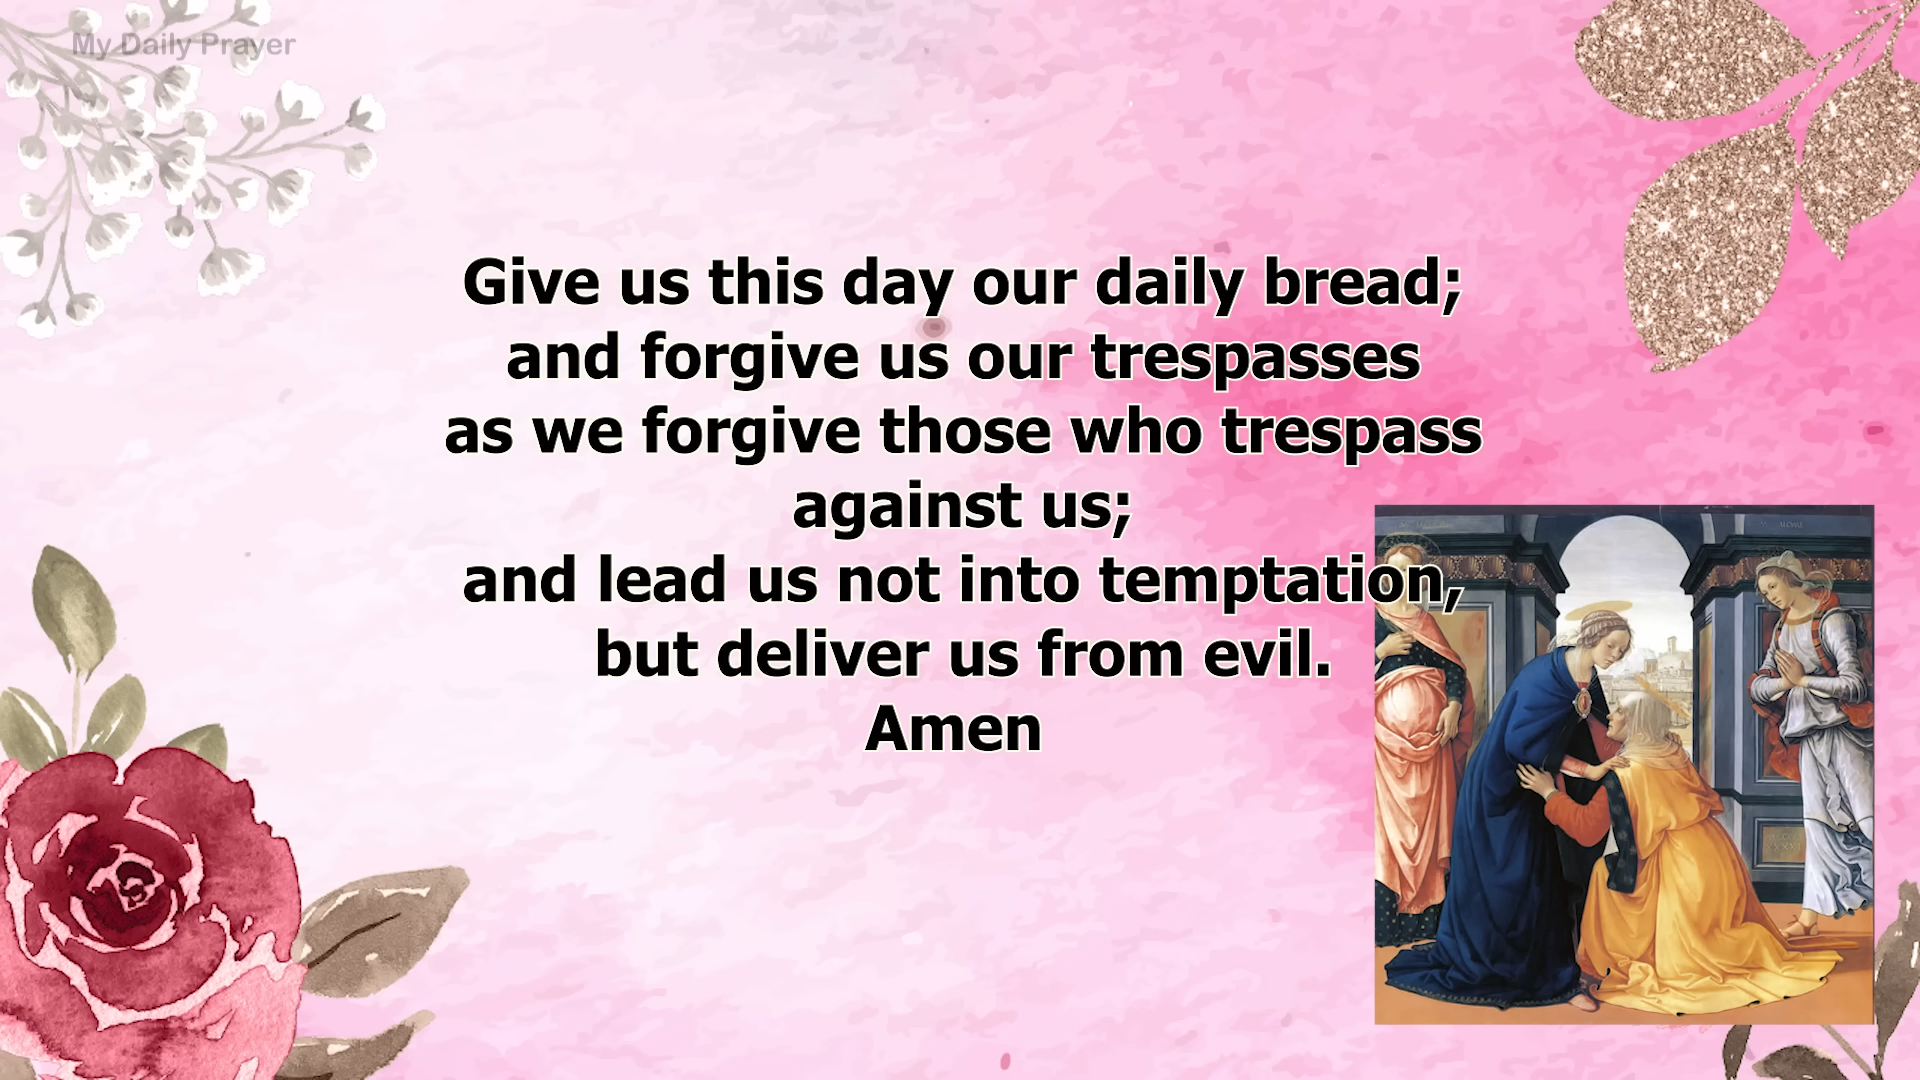 My Daily Prayer
Give us this day our daily bread;
and forgive us our trespasses
as we forgive those who trespass
against us;
and lead us not into temptation,
but deliver us from evil.
Amen